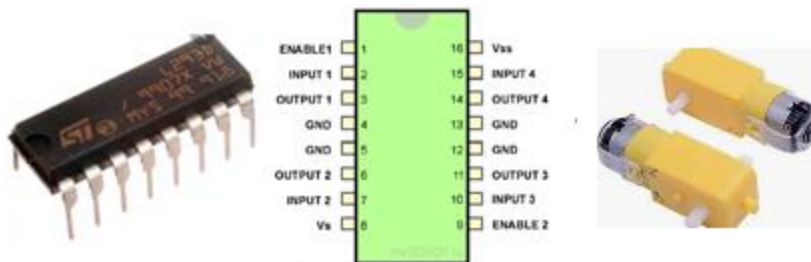 L293D
ENABLE1 1 16 Vss
INPUT 1 2 15 INPUT 4
OUTPUT 1 3 14 OUTPUT 4
GND 4 13 GND
GND 5 12 GND
OUTPUT 2 6 11 OUTPUT 3
INPUT 2 7 10 INPUT 3
Vs 8 9 ENABLE 2